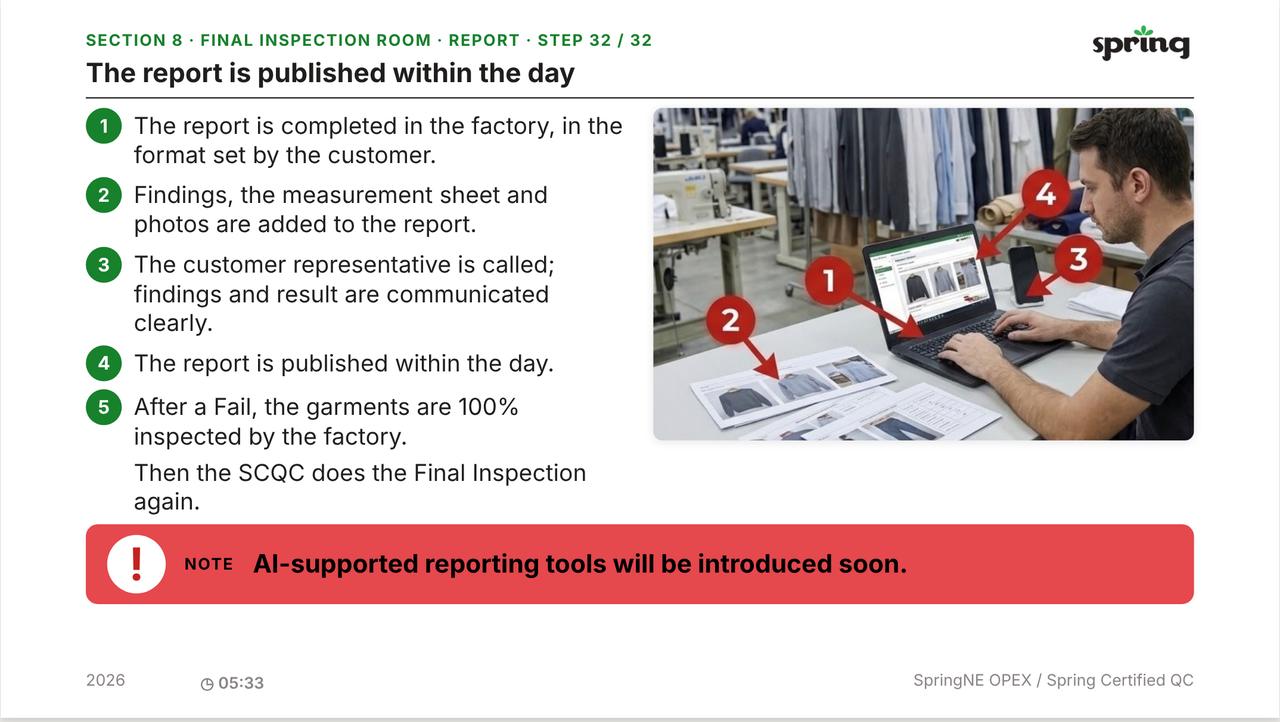 SECTION 8 · FINAL INSPECTION ROOM · REPORT · STEP 32 / 32
spring
The report is published within the day
1 The report is completed in the factory, in the
format set by the customer.
2 Findings, the measurement sheet and
photos are added to the report.
3 The customer representative is called;
findings and result are communicated
clearly.
4 The report is published within the day.
5 After a Fail, the garments are 100%
inspected by the factory.
Then the SCQC does the Final Inspection
again.
4
3
1
2
! NOTE AI-supported reporting tools will be introduced soon.
2026
05:33
SpringNE OPEX / Spring Certified QC